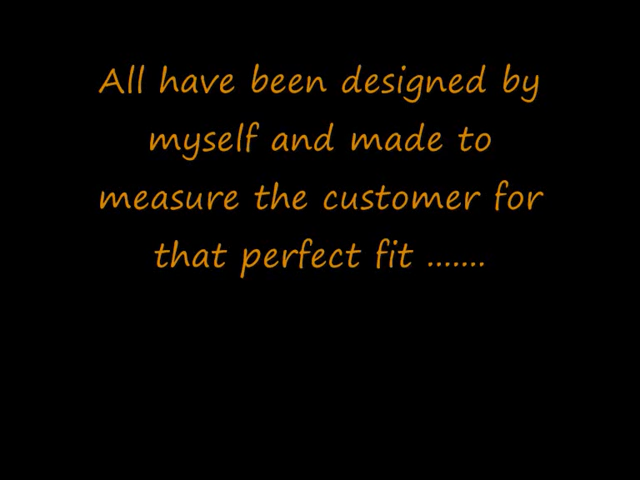 All have been designed by
myself and made to
measure the customer for
that perfect fit .......